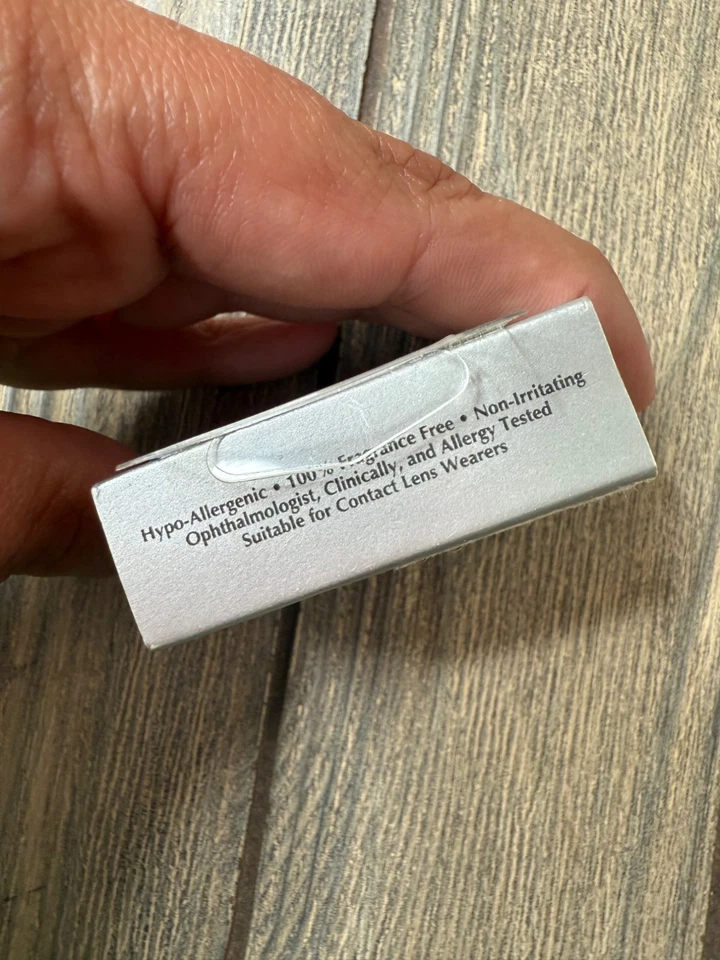 Hypo-Allergenic • 100 % Fragrance Free • Non-Irritating
Ophthalmologist, Clinically, and Allergy Tested
Suitable for Contact Lens Wearers